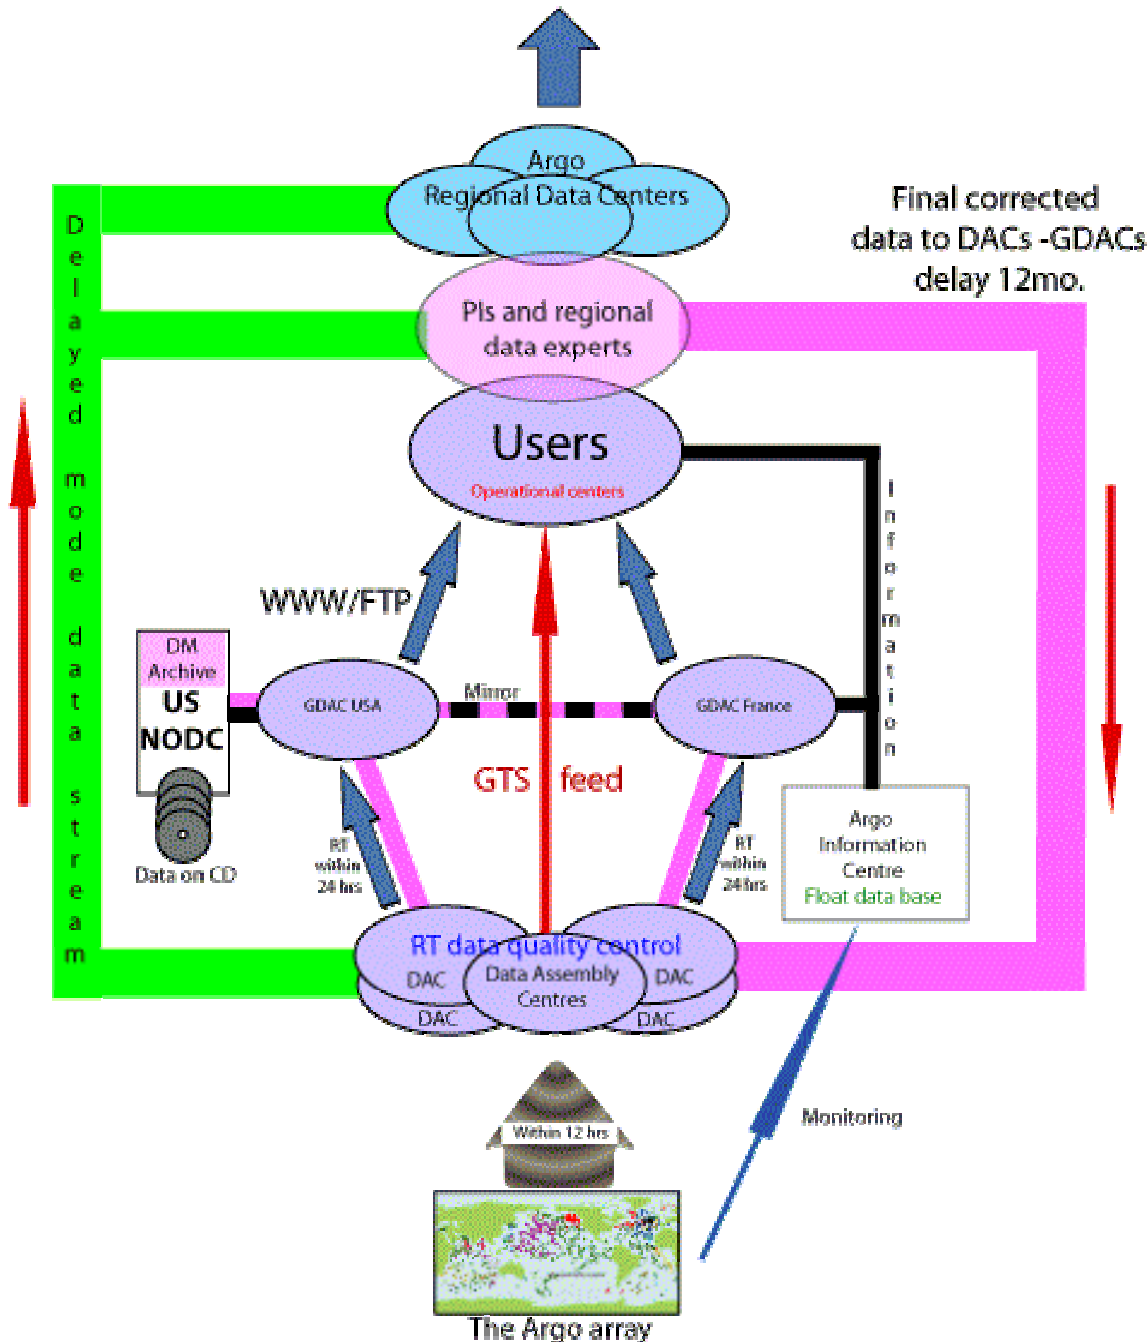 Argo
Regional Data Centers
Final corrected
data to DACs -GDACs
delay 12mo.
PIs and regional
data experts
Users
Operational centers
Delayed mode data stream
Information
WWW/FTP
DM
Archive
US
NODC
Data on CD
GDAC USA
Mirror
GDAC France
GTS feed
RT
within
24 hrs
RT
within
24hrs
Argo
Information
Centre
Float data base
RT data quality control
DAC
Data Assembly
Centres
DAC
DAC
DAC
Within 12 hrs
Monitoring
The Argo array